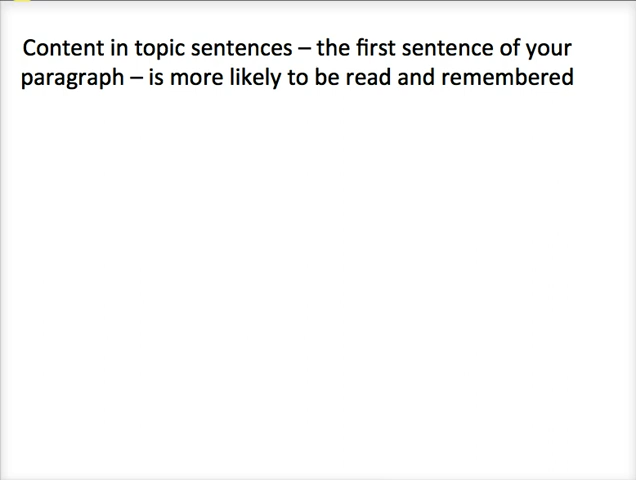 Content in topic sentences – the first sentence of your
paragraph – is more likely to be read and remembered